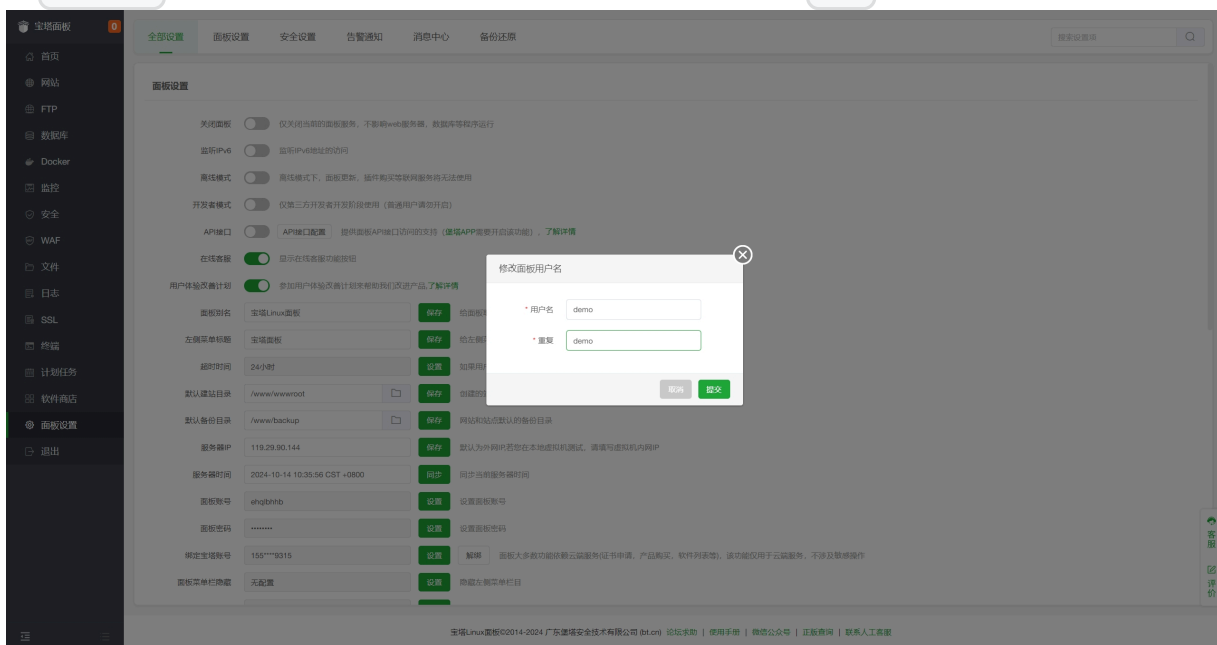 宝塔面板 0
首页
网站
FTP
数据库
Docker
监控
安全
WAF
文件
日志
SSL
终端
计划任务
软件商店
面板设置
退出
全部设置 面板设置 安全设置 告警通知 消息中心 备份还原 搜索设置项
面板设置
关闭面板 仅关闭当前的面板服务，不影响web服务器、数据库等程序运行
监听IPv6 监听IPv6地址的访问
离线模式 离线模式下，面板更新、插件购买等联网服务将无法使用
开发者模式 仅第三方开发者开发阶段使用（普通用户请勿开启）
API接口 API接口配置 提供面板API接口访问的支持（堡塔APP需要开启该功能），了解详情
在线客服 显示在线客服功能按钮
用户体验改善计划 参加用户体验改善计划来帮助我们改进产品,了解详情
面板别名 宝塔Linux面板 保存 给面板
左侧菜单标题 宝塔面板 保存 给左侧
超时时间 24小时 设置 如果用户
默认建站目录 /www/wwwroot 保存 创建的
默认备份目录 /www/backup 保存 网站和站点默认的备份目录
服务器IP 119.29.90.144 保存 默认为外网IP,若您在本地虚拟机测试，请填写虚拟机内网IP
服务器时间 2024-10-14 10:35:56 CST +0800 同步 同步当前服务器时间
面板账号 ehqlbhhb 设置 设置面板账号
面板密码 ******** 设置 设置面板密码
绑定宝塔账号 155****9315 设置 解绑 面板大多数功能依赖云端服务(证书申请、产品购买、软件列表等)，该功能仅用于云端服务，不涉及敏感操作
面板菜单栏隐藏 无配置 设置 隐藏左侧菜单栏目
修改面板用户名
* 用户名 demo
* 重复 demo
取消 提交
客服
评价
宝塔Linux面板©2014-2024 广东堡塔安全技术有限公司 (bt.cn) 论坛求助 | 使用手册 | 微信公众号 | 正版查询 | 联系人工客服